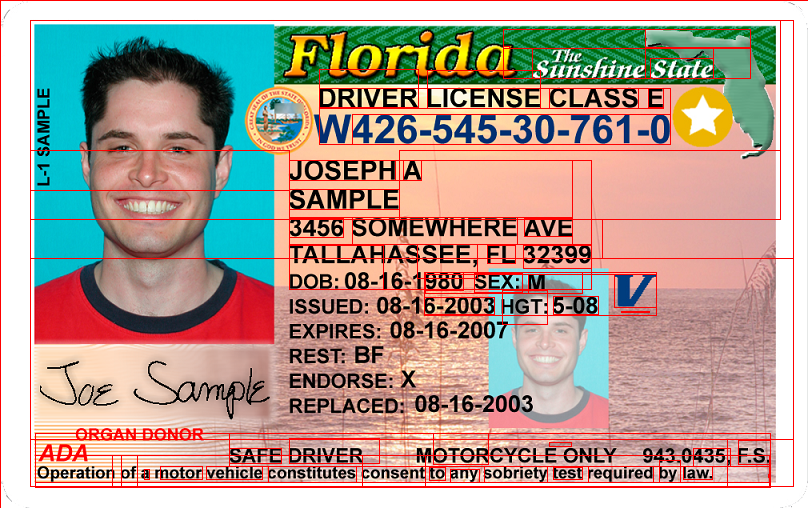 Florida The Sunshine State
L-1 SAMPLE
DRIVER LICENSE CLASS E
W426-545-30-761-0
JOSEPH A
SAMPLE
3456 SOMEWHERE AVE
TALLAHASSEE, FL 32399
DOB: 08-16-1980 SEX: M
ISSUED: 08-16-2003 HGT: 5-08
V
EXPIRES: 08-16-2007
REST: BF
ENDORSE: X
REPLACED: 08-16-2003
Joe Sample
ORGAN DONOR
ADA SAFE DRIVER MOTORCYCLE ONLY 943.0435, F.S.
Operation of a motor vehicle constitutes consent to any sobriety test required by law.